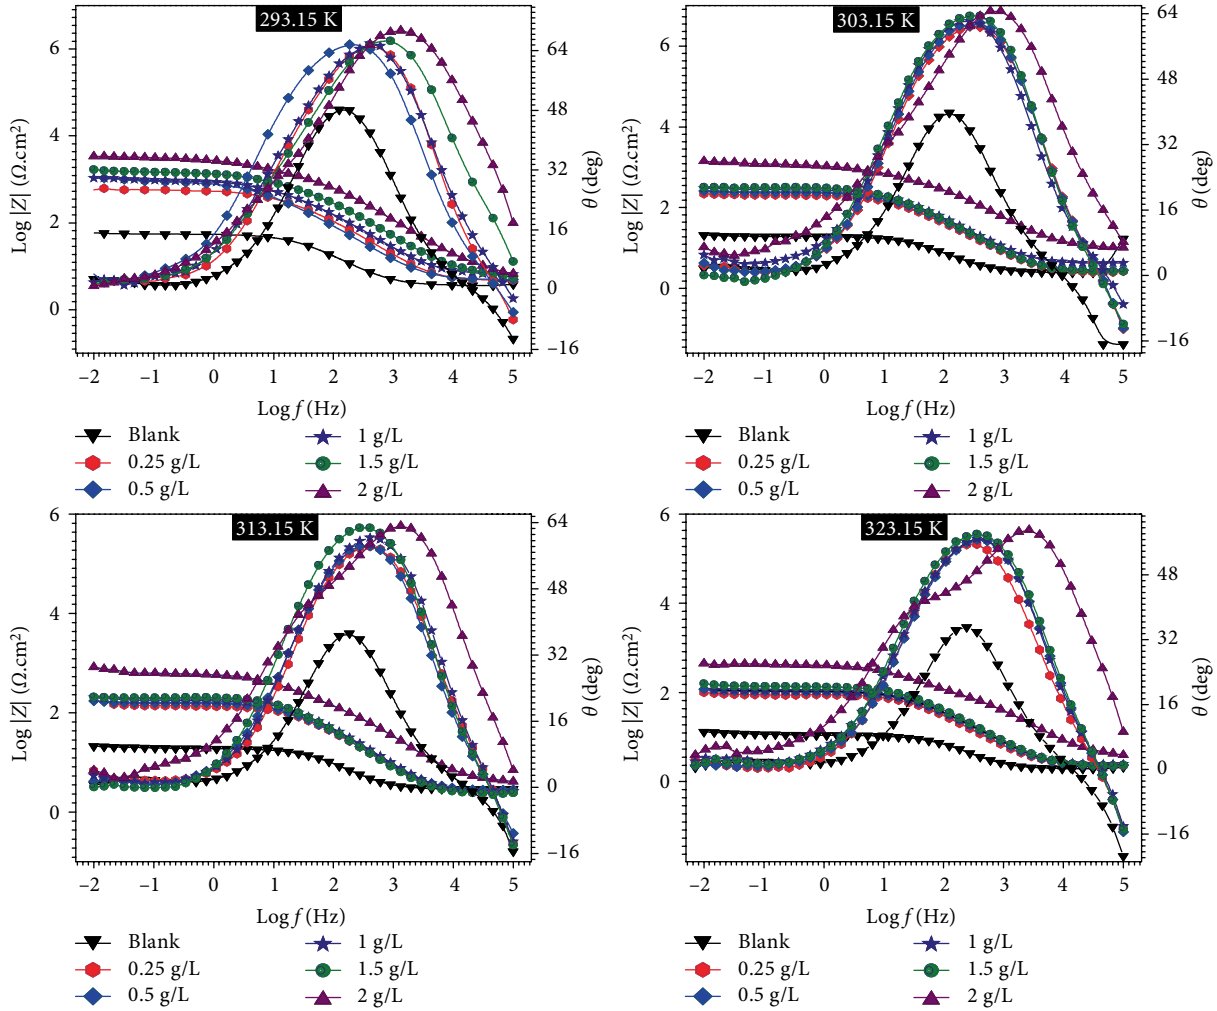 293.15 K
Log |Z| (Ω.cm2)
6
4
2
0
64
48
32
16
0
−16
θ (deg)
−2 −1 0 1 2 3 4 5
Log f (Hz)
Blank
0.25 g/L
0.5 g/L
1 g/L
1.5 g/L
2 g/L
303.15 K
Log |Z| (Ω.cm2)
6
4
2
0
64
48
32
16
0
−16
θ (deg)
−2 −1 0 1 2 3 4 5
Log f (Hz)
Blank
0.25 g/L
0.5 g/L
1 g/L
1.5 g/L
2 g/L
313.15 K
Log |Z| (Ω.cm2)
6
4
2
0
64
48
32
16
0
−16
θ (deg)
−2 −1 0 1 2 3 4 5
Log f (Hz)
Blank
0.25 g/L
0.5 g/L
1 g/L
1.5 g/L
2 g/L
323.15 K
Log |Z| (Ω.cm2)
6
4
2
0
48
32
16
0
−16
θ (deg)
−2 −1 0 1 2 3 4 5
Log f (Hz)
Blank
0.25 g/L
0.5 g/L
1 g/L
1.5 g/L
2 g/L